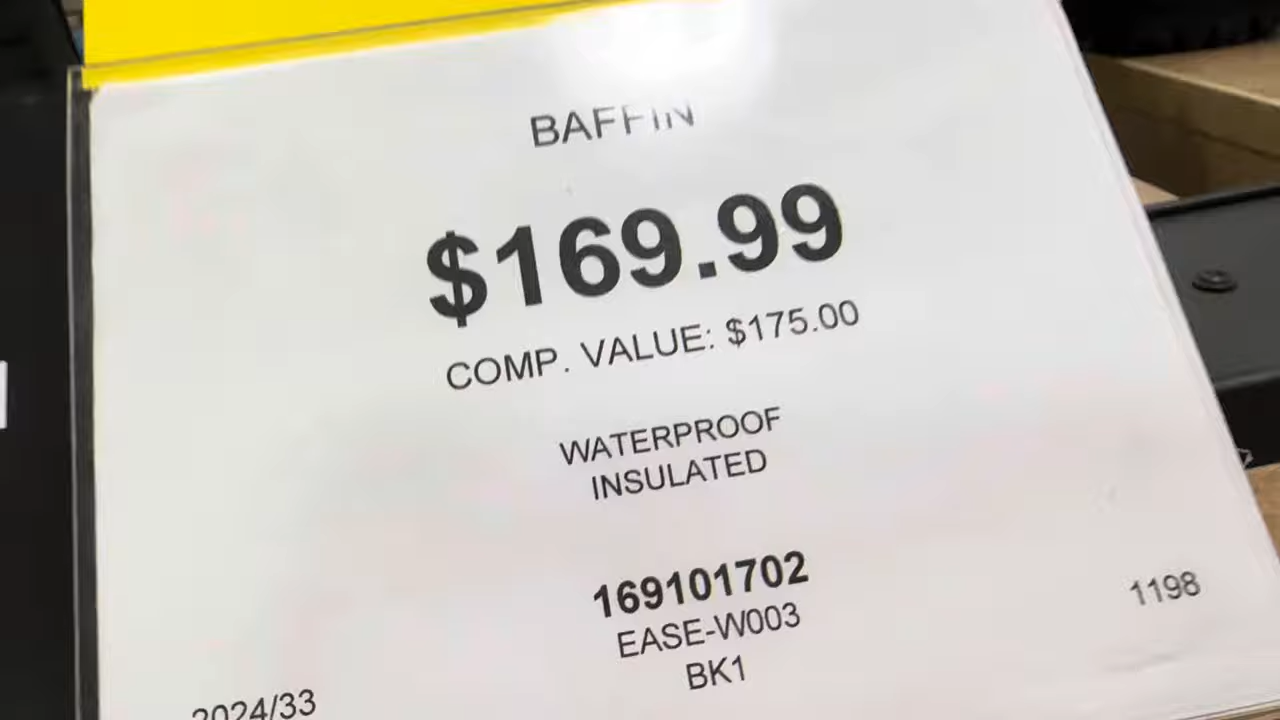 BAFFIN
$169.99
COMP. VALUE: $175.00
WATERPROOF
INSULATED
169101702
EASE-W003
1198
BK1
2024/33